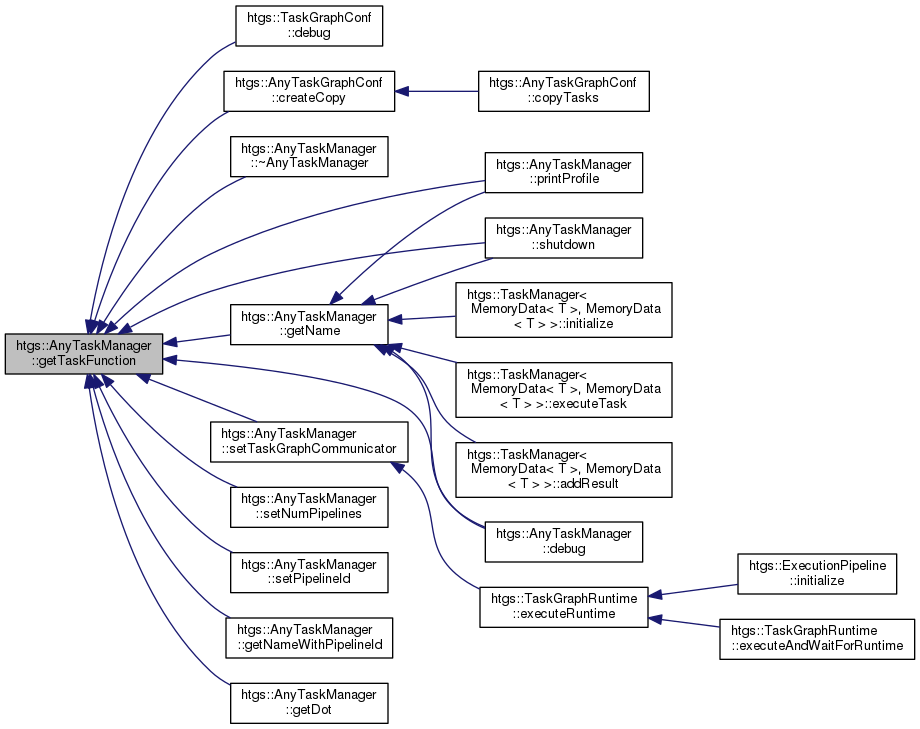 htgs::TaskGraphConf
::debug
htgs::AnyTaskGraphConf
::createCopy
htgs::AnyTaskGraphConf
::copyTasks
htgs::AnyTaskManager
::~AnyTaskManager
htgs::AnyTaskManager
::printProfile
htgs::AnyTaskManager
::shutdown
htgs::AnyTaskManager
::getName
htgs::TaskManager<
MemoryData< T >, MemoryData
< T > >::initialize
htgs::AnyTaskManager
::getTaskFunction
htgs::TaskManager<
MemoryData< T >, MemoryData
< T > >::executeTask
htgs::AnyTaskManager
::setTaskGraphCommunicator
htgs::TaskManager<
MemoryData< T >, MemoryData
< T > >::addResult
htgs::AnyTaskManager
::setNumPipelines
htgs::AnyTaskManager
::debug
htgs::AnyTaskManager
::setPipelineId
htgs::ExecutionPipeline
::initialize
htgs::TaskGraphRuntime
::executeRuntime
htgs::AnyTaskManager
::getNameWithPipelineId
htgs::TaskGraphRuntime
::executeAndWaitForRuntime
htgs::AnyTaskManager
::getDot